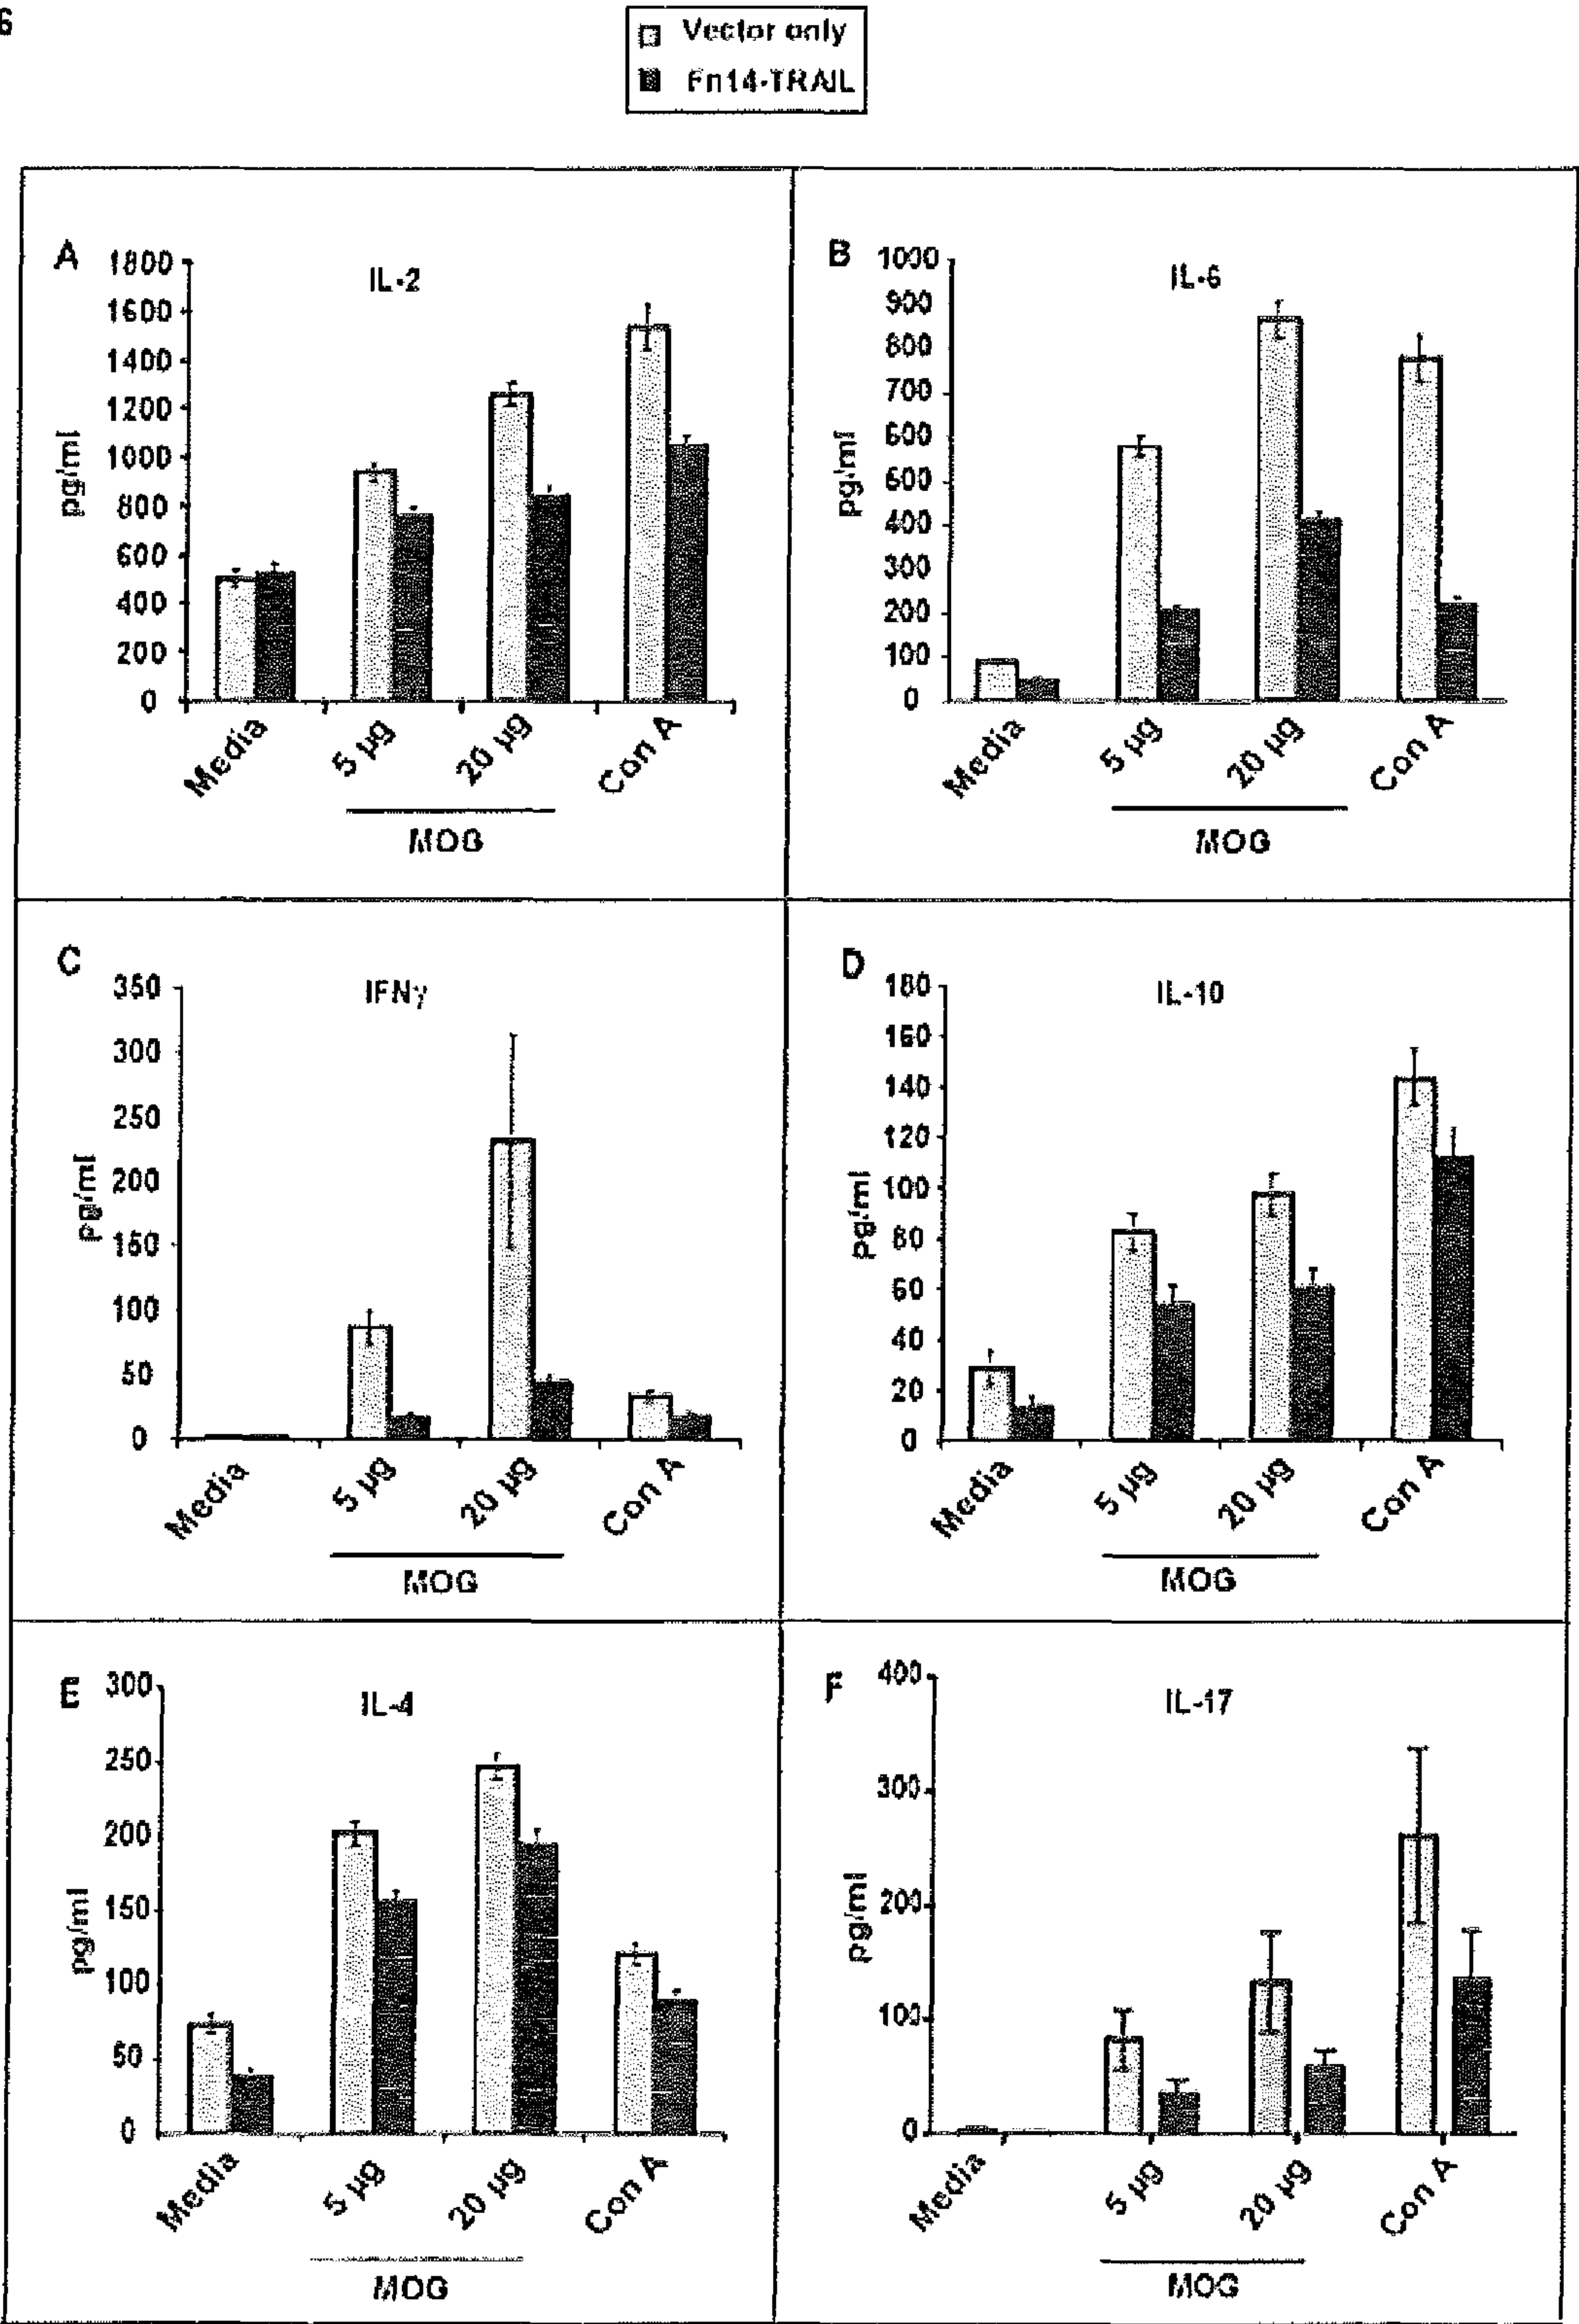 6
Vector only
Fn14-TRAIL
A
IL-2
1800
1600
1400
1200
1000
800
600
400
200
0
pg/ml
Media
5 µg
20 µg
Con A
MOG
B
IL-6
1000
900
800
700
600
500
400
300
200
100
0
pg/ml
Media
5 µg
20 µg
Con A
MOG
C
IFNγ
350
300
250
200
150
100
50
0
pg/ml
Media
5 µg
20 µg
Con A
MOG
D
IL-10
180
160
140
120
100
80
60
40
20
0
pg/ml
Media
5 µg
20 µg
Con A
MOG
E
IL-4
300
250
200
150
100
50
0
pg/ml
Media
5 µg
20 µg
Con A
MOG
F
IL-17
400
300
200
100
0
pg/ml
Media
5 µg
20 µg
Con A
MOG